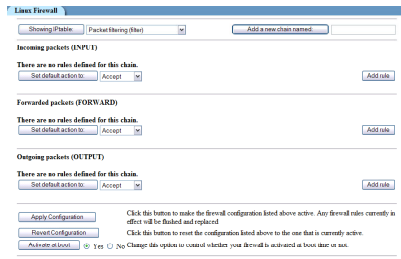 Linux Firewall
Showing IPtable: Packet filtering (filter) Add a new chain named:
Incoming packets (INPUT)
There are no rules defined for this chain.
Set default action to: Accept Add rule
Forwarded packets (FORWARD)
There are no rules defined for this chain.
Set default action to: Accept Add rule
Outgoing packets (OUTPUT)
There are no rules defined for this chain.
Set default action to: Accept Add rule
Apply Configuration Click this button to make the firewall configuration listed above active. Any firewall rules currently in
effect will be flushed and replaced
Revert Configuration Click this button to reset the configuration listed above to the one that is currently active.
Activate at boot Yes No Change this option to control whether your firewall is activated at boot time or not.